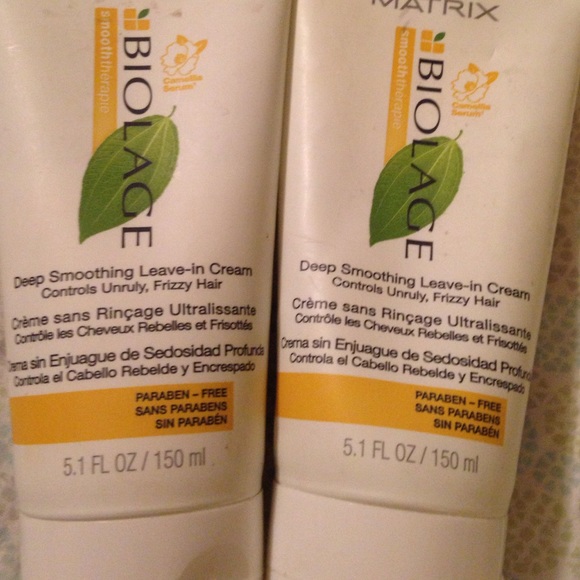 smooththérapie
BIOLAGE
Camellia
Serum*
Deep Smoothing Leave-in Cream
Controls Unruly, Frizzy Hair
Crème sans Rinçage Ultralissante
Contrôle les Cheveux Rebelles et Frisottés
rema sin Enjuague de Sedosidad Profunda
Controla el Cabello Rebelde y Encrespado
PARABEN – FREE
SANS PARABENS
SIN PARABÉN
5.1 FL OZ / 150 ml
MATRIX
smooththérapie
BIOLAGE
Camellia
Serum*
Deep Smoothing Leave-in Cream
Controls Unruly, Frizzy Hair
Crème sans Rinçage Ultralissante
Contrôle les Cheveux Rebelles et Frisottés
Crema sin Enjuague de Sedosidad Profund
Controla el Cabello Rebelde y Encrespado
PARABEN – FREE
SANS PARABENS
SIN PARABÉN
5.1 FL OZ / 150 ml